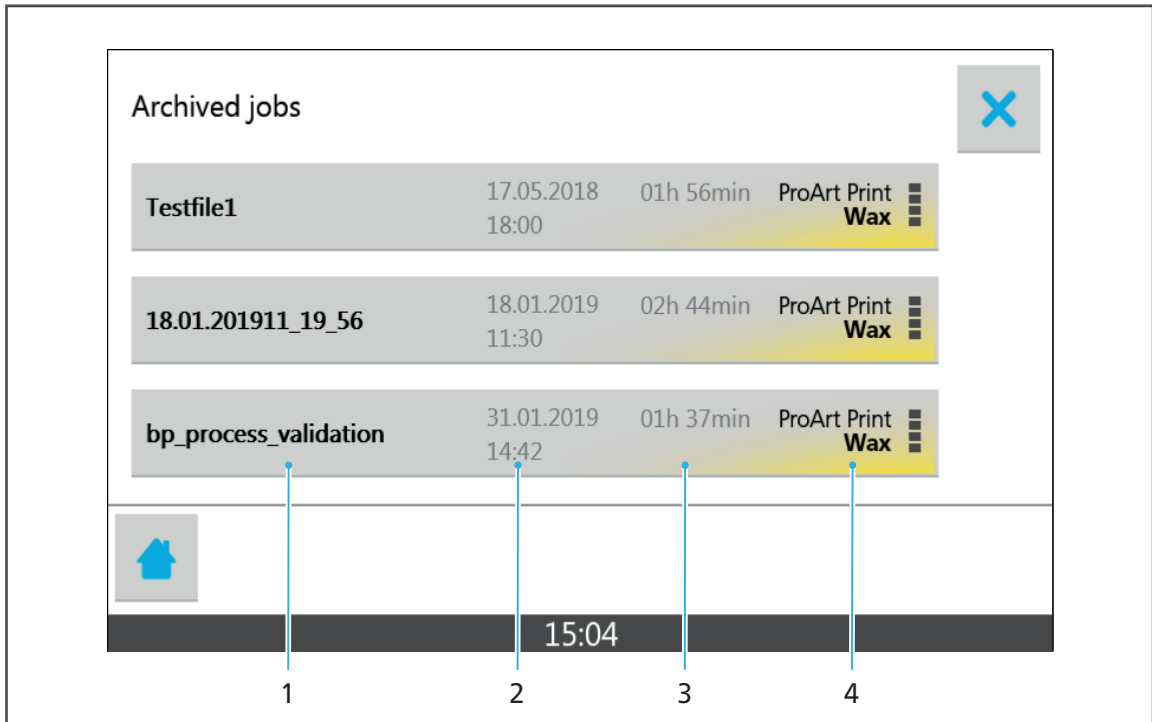 Archived jobs
Testfile1
17.05.2018
18:00
01h 56min
ProArt Print
Wax
18.01.201911_19_56
18.01.2019
11:30
02h 44min
ProArt Print
Wax
bp_process_validation
31.01.2019
14:42
01h 37min
ProArt Print
Wax
15:04
1 2 3 4